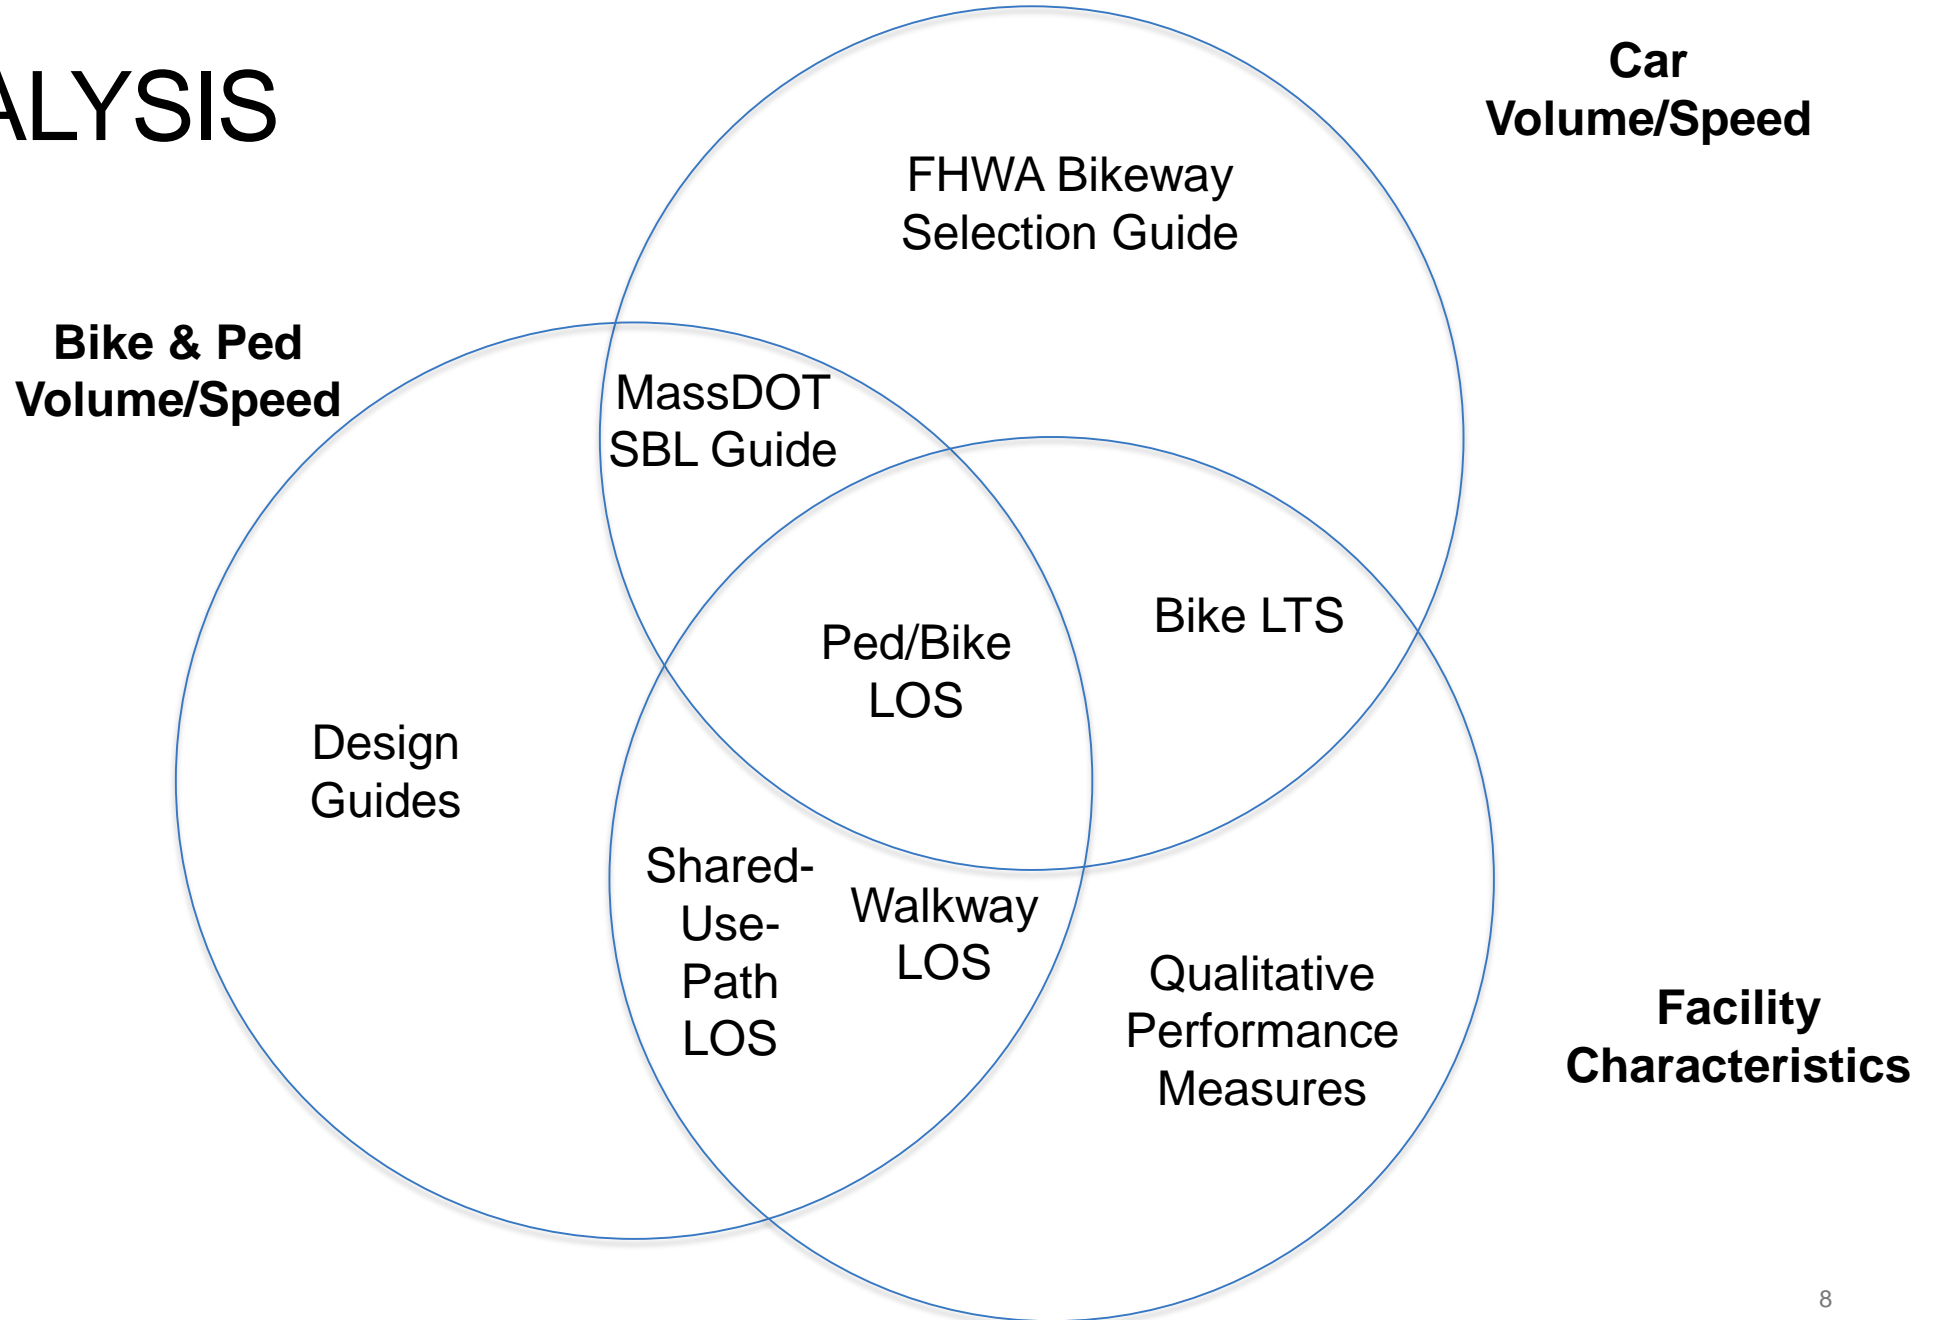 ALYSIS
Car
Volume/Speed
FHWA Bikeway
Selection Guide
Bike & Ped
Volume/Speed
MassDOT
SBL Guide
Bike LTS
Ped/Bike
LOS
Design
Guides
Shared-
Use-
Path
LOS
Walkway
LOS
Qualitative
Performance
Measures
Facility
Characteristics
8